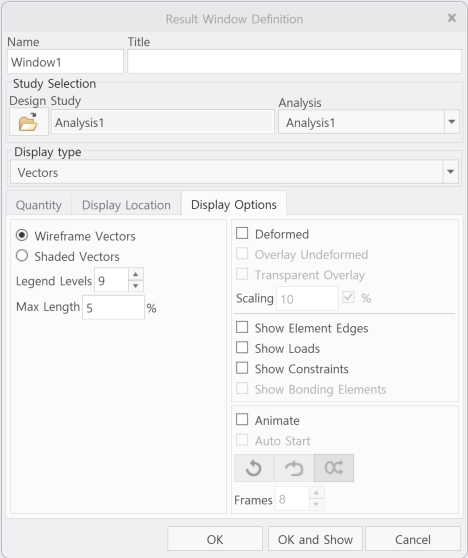 Result Window Definition x
Name Title
Window1
Study Selection
Design Study
Analysis
Analysis1 Analysis1
Display type
Vectors
Quantity Display Location Display Options
Wireframe Vectors
Shaded Vectors
Legend Levels 9
Max Length 5 %
Deformed
Overlay Undeformed
Transparent Overlay
Scaling 10 %
Show Element Edges
Show Loads
Show Constraints
Show Bonding Elements
Animate
Auto Start
Frames 8
OK OK and Show Cancel